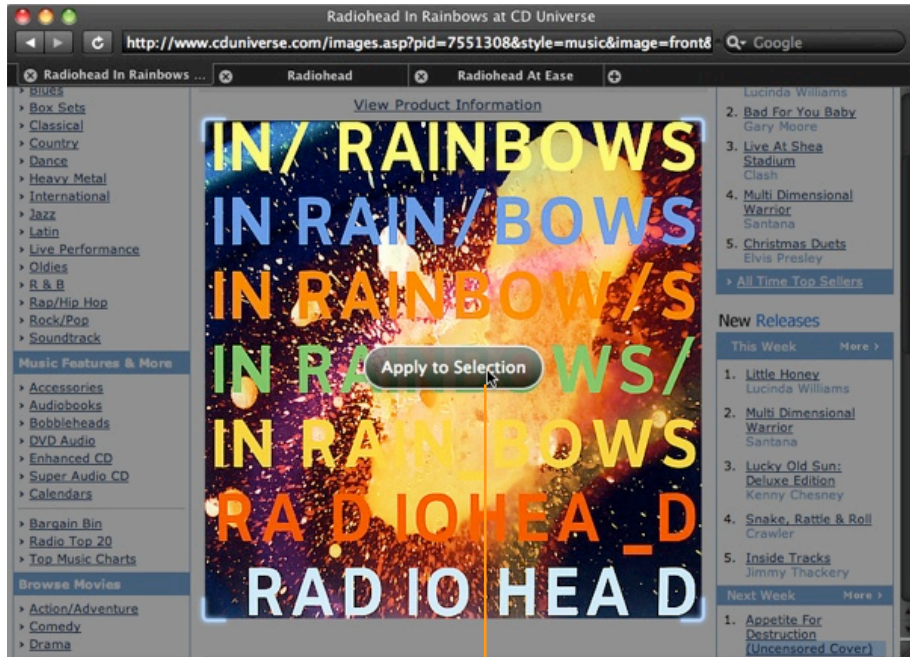 Radiohead In Rainbows at CD Universe
http://www.cduniverse.com/images.asp?pid=7551308&style=music&image=front&
Google
Radiohead In Rainbows ...
Radiohead
Radiohead At Ease
Blues
Box Sets
Classical
Country
Dance
Heavy Metal
International
Jazz
Latin
Live Performance
Oldies
R & B
Rap/Hip Hop
Rock/Pop
Soundtrack
Music Features & More
Accessories
Audiobooks
Bobbleheads
DVD Audio
Enhanced CD
Super Audio CD
Calendars
Bargain Bin
Radio Top 20
Top Music Charts
Browse Movies
Action/Adventure
Comedy
Drama
View Product Information
IN/ RAINBOWS
IN RAIN/BOWS
IN RAINBOW/S
IN RA WS/
Apply to Selection
IN RAIN_BOWS
RA D IOHEA _D
RAD IO HEA D
Lucinda Williams
2. Bad For You Baby
Gary Moore
3. Live At Shea
Stadium
Clash
4. Multi Dimensional
Warrior
Santana
5. Christmas Duets
Elvis Presley
All Time Top Sellers
New Releases
This Week More >
1. Little Honey
Lucinda Williams
2. Multi Dimensional
Warrior
Santana
3. Lucky Old Sun:
Deluxe Edition
Kenny Chesney
4. Snake, Rattle & Roll
Crawler
5. Inside Tracks
Jimmy Thackery
Next Week More >
1. Appetite For
Destruction
(Uncensored Cover)